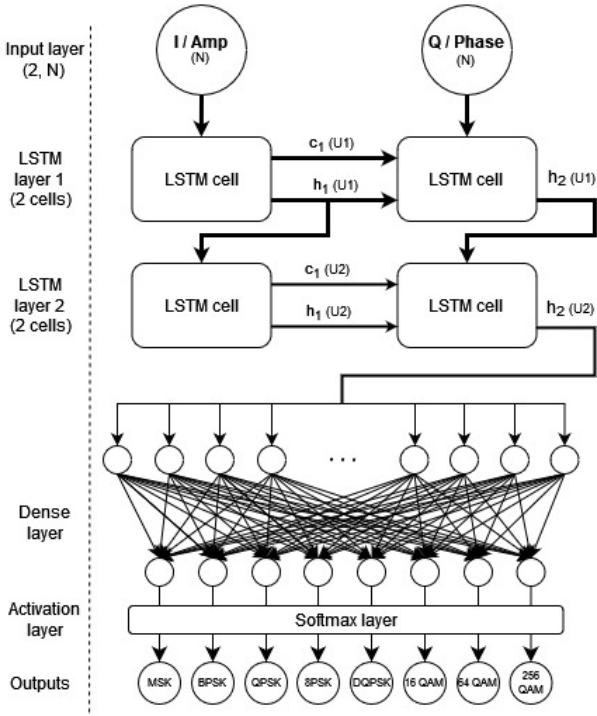 Input layer
(2, N)
I / Amp
(N)
Q / Phase
(N)
LSTM
layer 1
(2 cells)
LSTM cell
c1 (U1)
h1 (U1)
LSTM cell
h2 (U1)
LSTM
layer 2
(2 cells)
LSTM cell
c1 (U2)
h1 (U2)
LSTM cell
h2 (U2)
. . .
Dense
layer
Activation
layer
Softmax layer
Outputs
MSK
BPSK
QPSK
8PSK
DQPSK
16 QAM
64 QAM
256
QAM